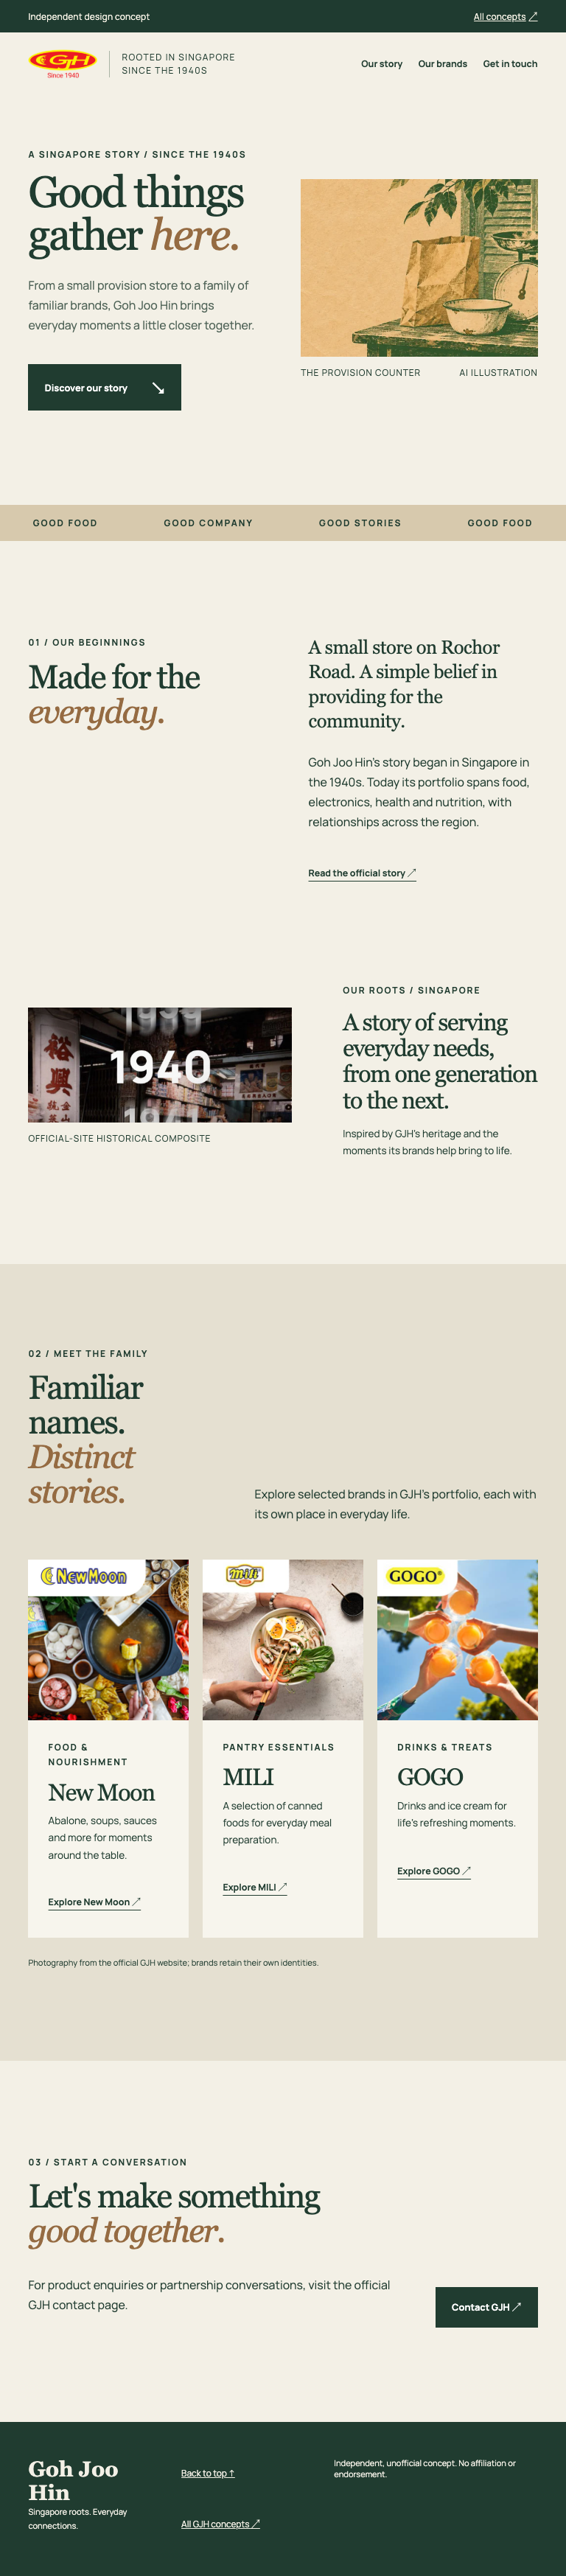 Independent design concept
All concepts ↗
GJH
Since 1940
ROOTED IN SINGAPORE
SINCE THE 1940S
Our story
Our brands
Get in touch
A SINGAPORE STORY / SINCE THE 1940S
Good things
gather here.
From a small provision store to a family of
familiar brands, Goh Joo Hin brings
everyday moments a little closer together.
Discover our story ↘
THE PROVISION COUNTER
AI ILLUSTRATION
GOOD FOOD
GOOD COMPANY
GOOD STORIES
GOOD FOOD
01 / OUR BEGINNINGS
Made for the
everyday.
A small store on Rochor
Road. A simple belief in
providing for the
community.
Goh Joo Hin's story began in Singapore in
the 1940s. Today its portfolio spans food,
electronics, health and nutrition, with
relationships across the region.
Read the official story ↗
1939
裕興
1940
OFFICIAL-SITE HISTORICAL COMPOSITE
OUR ROOTS / SINGAPORE
A story of serving
everyday needs,
from one generation
to the next.
Inspired by GJH's heritage and the
moments its brands help bring to life.
02 / MEET THE FAMILY
Familiar
names.
Distinct
stories.
Explore selected brands in GJH's portfolio, each with
its own place in everyday life.
New Moon
FOOD &
NOURISHMENT
New Moon
Abalone, soups, sauces
and more for moments
around the table.
Explore New Moon ↗
mili
PANTRY ESSENTIALS
MILI
A selection of canned
foods for everyday meal
preparation.
Explore MILI ↗
GOGO®
DRINKS & TREATS
GOGO
Drinks and ice cream for
life's refreshing moments.
Explore GOGO ↗
Photography from the official GJH website; brands retain their own identities.
03 / START A CONVERSATION
Let's make something
good together.
For product enquiries or partnership conversations, visit the official
GJH contact page.
Contact GJH ↗
Goh Joo
Hin
Singapore roots. Everyday
connections.
Back to top ↑
All GJH concepts ↗
Independent, unofficial concept. No affiliation or
endorsement.